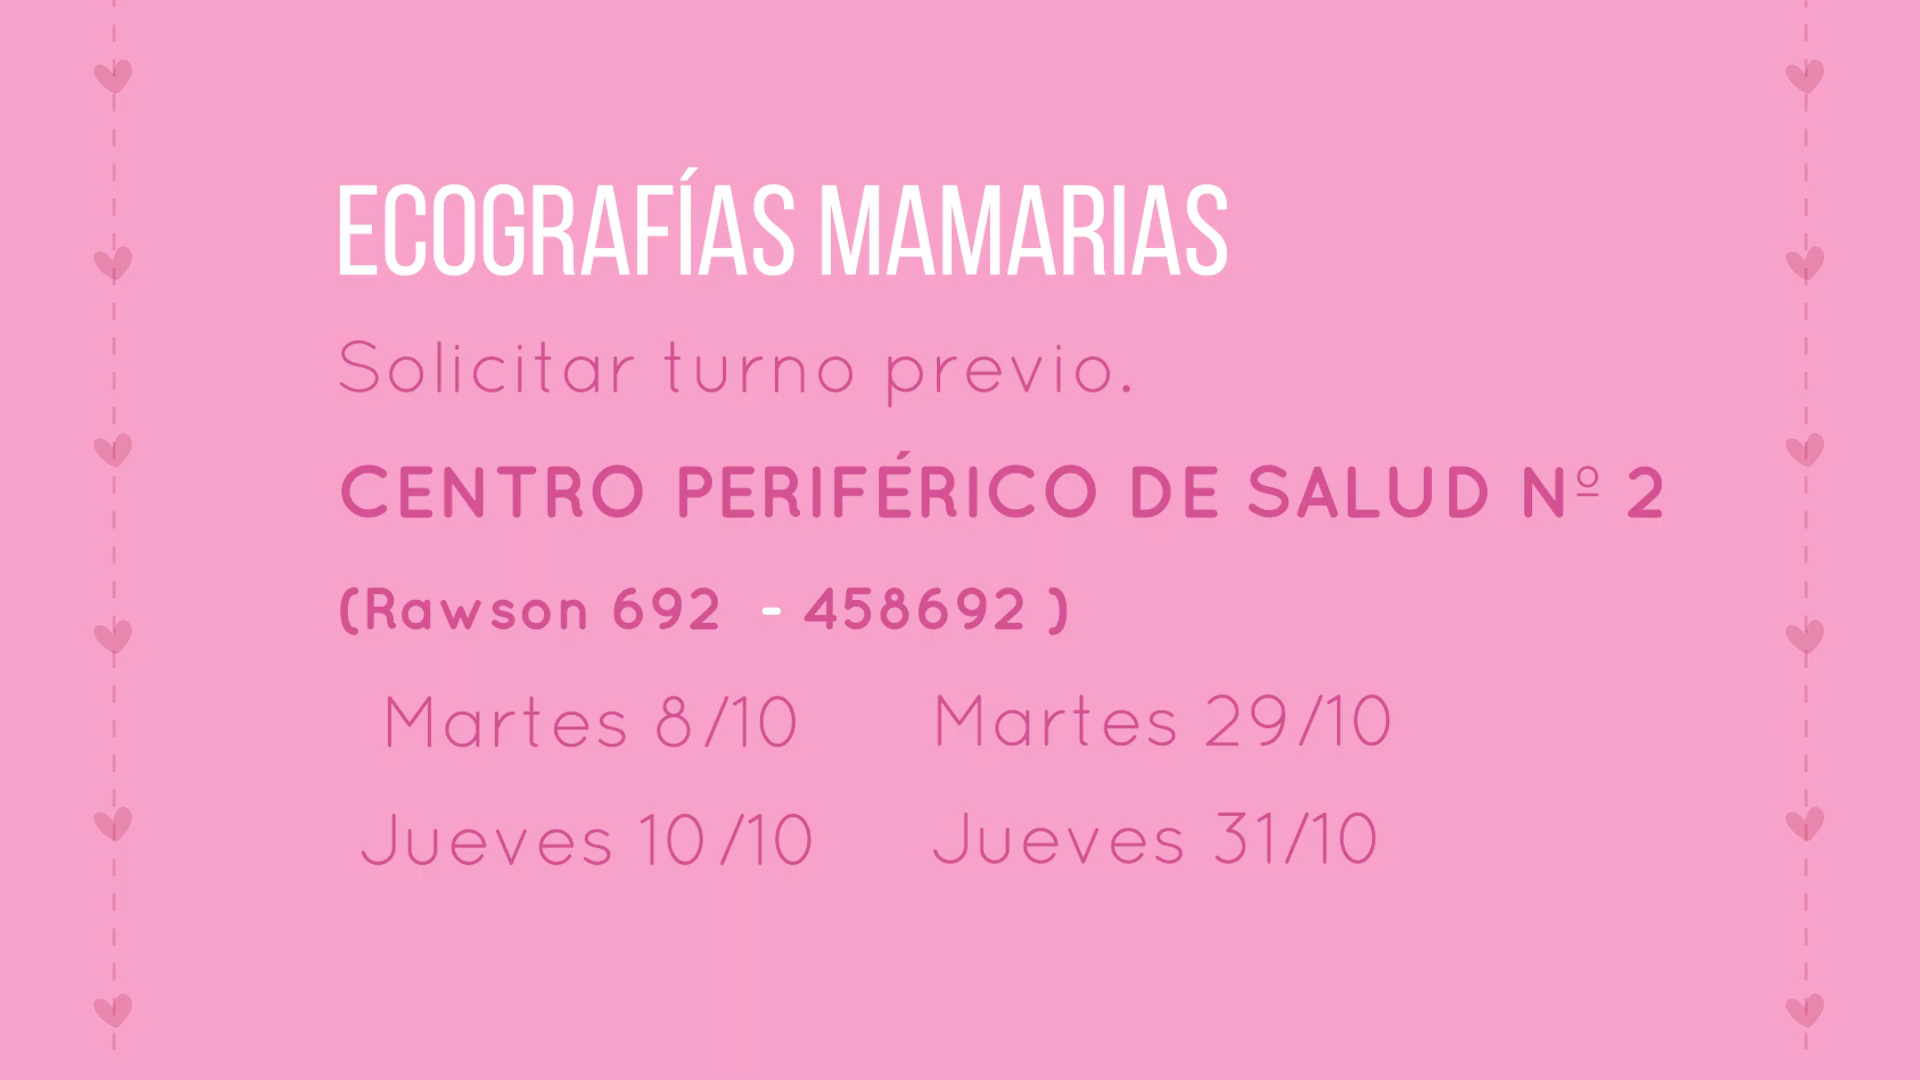 ECOGRAFÍAS MAMARIAS
Solicitar turno previo.
CENTRO PERIFÉRICO DE SALUD Nº 2
(Rawson 692 - 458692 )
Martes 8/10 Martes 29/10
Jueves 10/10 Jueves 31/10